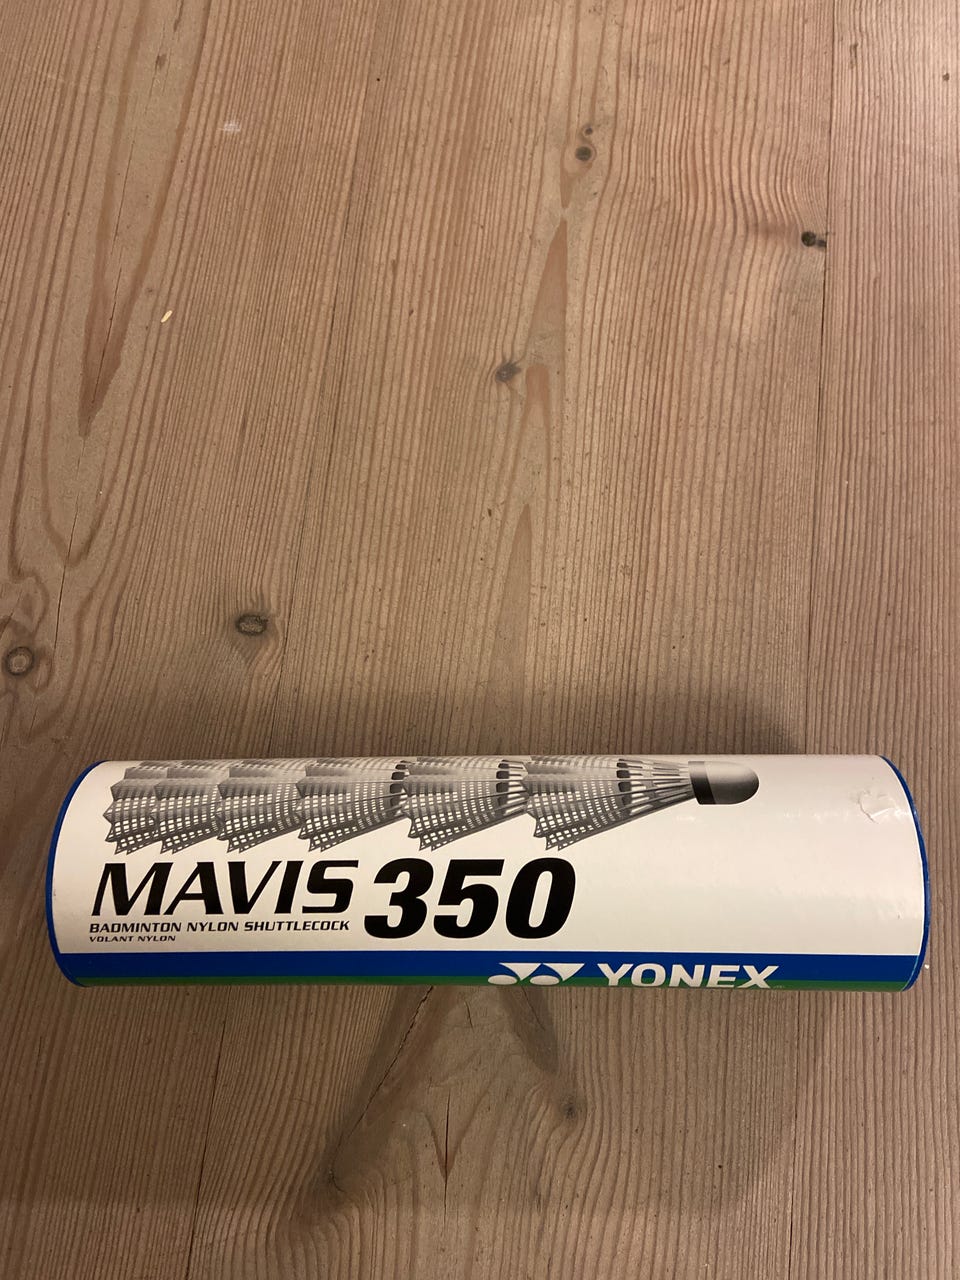 MAVIS 350
BADMINTON NYLON SHUTTLECOCK
VOLANT NYLON
YONEX